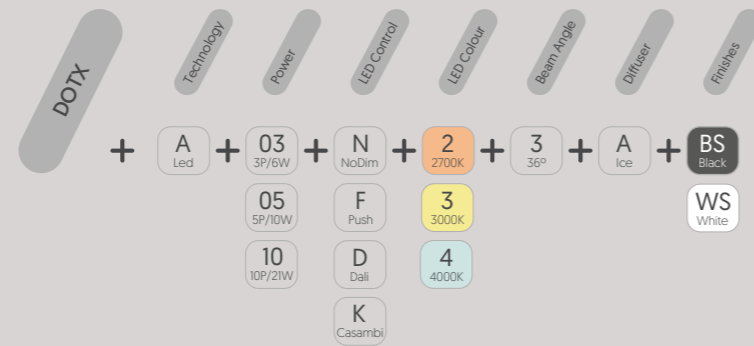 DOTX
Technology
Power
LED Control
LED Colour
Beam Angle
Diffuser
Finishes
+ A + 03 + N + 2 + 3 + A + BS
Led 3P/6W NoDim 2700K 36º Ice Black
05 F 3 WS
5P/10W Push 3000K White
10 D 4
10P/21W Dali 4000K
K
Casambi